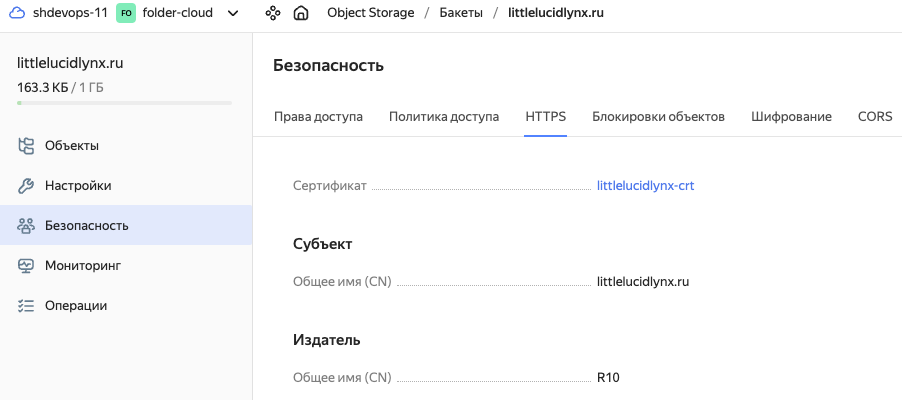 shdevops-11 FO folder-cloud Object Storage / Бакеты / littlelucidlynx.ru
littlelucidlynx.ru
163.3 КБ / 1 ГБ
Объекты
Настройки
Безопасность
Мониторинг
Операции
Безопасность
Права доступа Политика доступа HTTPS Блокировки объектов Шифрование CORS
Сертификат littlelucidlynx-crt
Субъект
Общее имя (CN) littlelucidlynx.ru
Издатель
Общее имя (CN) R10